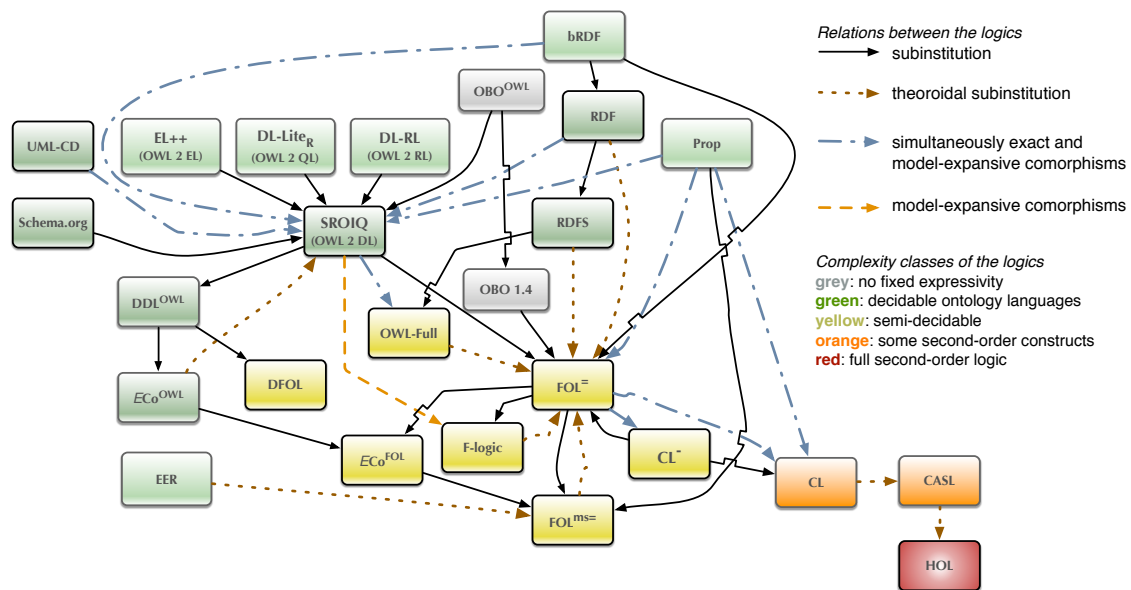 bRDF
Relations between the logics
subinstitution
OBO^OWL
theoroidal subinstitution
RDF
UML-CD
EL++
(OWL 2 EL)
DL-Lite_R
(OWL 2 QL)
DL-RL
(OWL 2 RL)
Prop
simultaneously exact and
model-expansive comorphisms
Schema.org
SROIQ
(OWL 2 DL)
RDFS
model-expansive comorphisms
DDL^OWL
OBO 1.4
Complexity classes of the logics
grey: no fixed expressivity
green: decidable ontology languages
yellow: semi-decidable
orange: some second-order constructs
red: full second-order logic
OWL-Full
ECo^OWL
DFOL
FOL^=
ECo^FOL
F-logic
CL^-
EER
CL
CASL
FOL^ms=
HOL